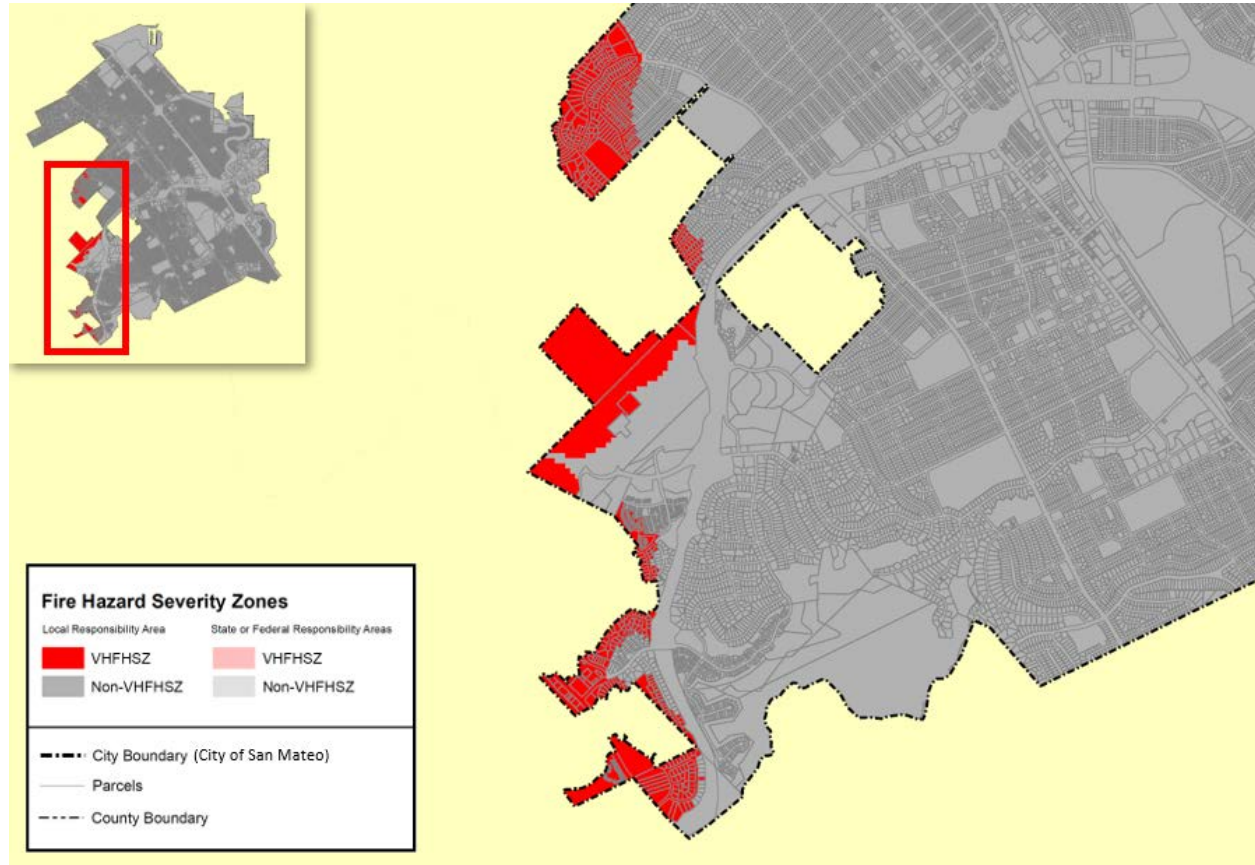 Fire Hazard Severity Zones
Local Responsibility Area State or Federal Responsibility Areas
VHFHSZ VHFHSZ
Non-VHFHSZ Non-VHFHSZ
City Boundary (City of San Mateo)
Parcels
County Boundary